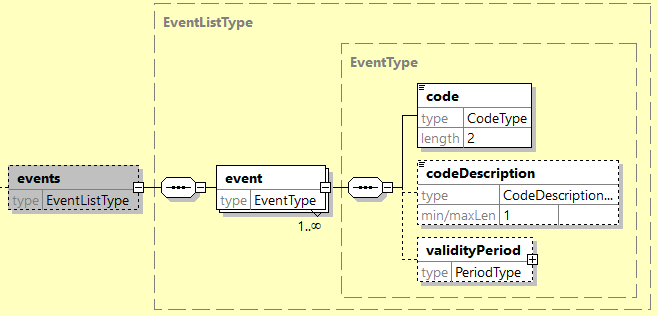 EventListType
EventType
code
type CodeType
length 2
events
type EventListType
event
type EventType
1..∞
codeDescription
type CodeDescription...
min/maxLen 1
validityPeriod
type PeriodType